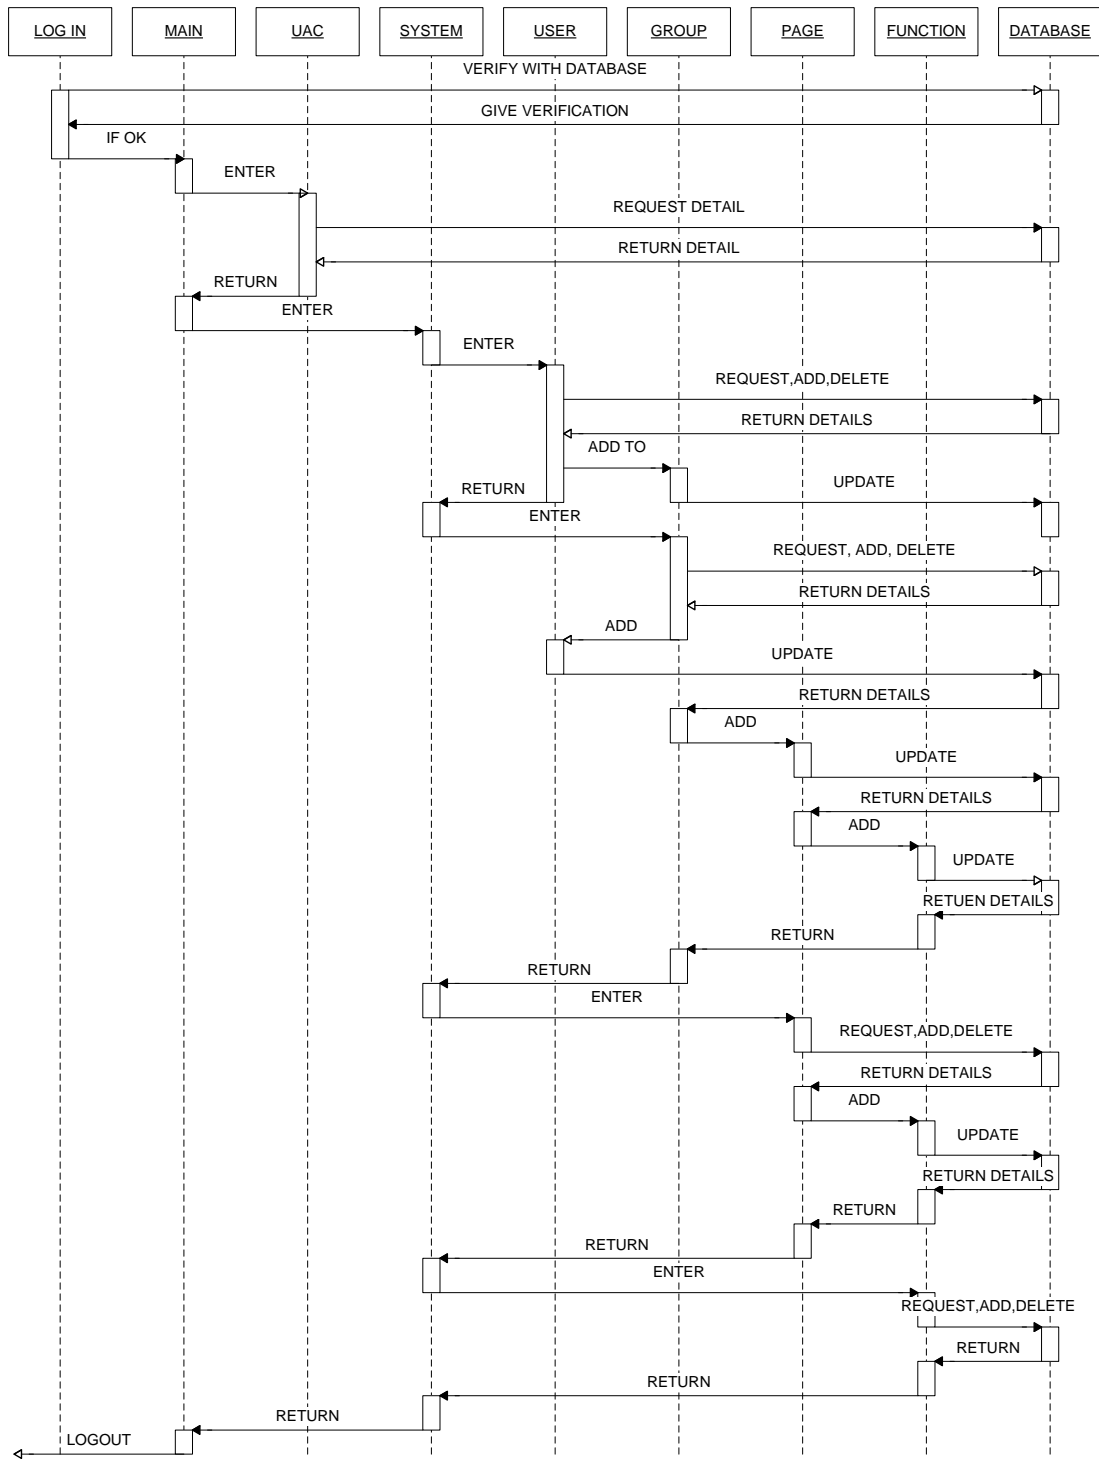 LOG IN
MAIN
UAC
SYSTEM
USER
GROUP
PAGE
FUNCTION
DATABASE
VERIFY WITH DATABASE
GIVE VERIFICATION
IF OK
ENTER
REQUEST DETAIL
RETURN DETAIL
RETURN
ENTER
ENTER
REQUEST,ADD,DELETE
RETURN DETAILS
ADD TO
RETURN
UPDATE
ENTER
REQUEST, ADD, DELETE
RETURN DETAILS
ADD
UPDATE
RETURN DETAILS
ADD
UPDATE
RETURN DETAILS
ADD
UPDATE
RETUEN DETAILS
RETURN
RETURN
ENTER
REQUEST,ADD,DELETE
RETURN DETAILS
ADD
UPDATE
RETURN DETAILS
RETURN
RETURN
ENTER
REQUEST,ADD,DELETE
RETURN
RETURN
RETURN
LOGOUT